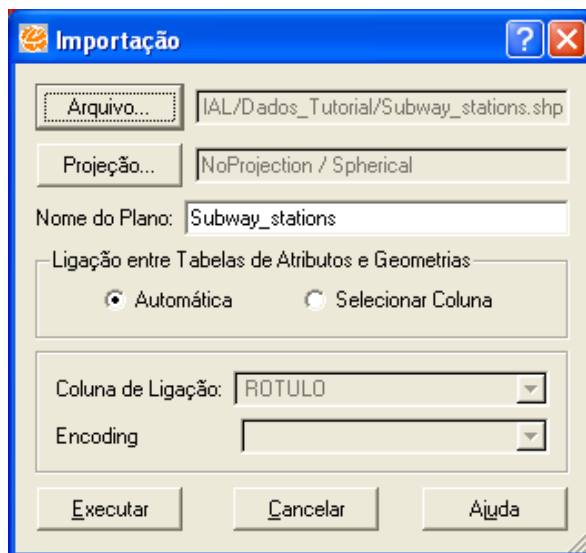 Importação
Arquivo... IAL/Dados_Tutorial/Subway_stations.shp
Projeção... NoProjection / Spherical
Nome do Plano: Subway_stations
Ligação entre Tabelas de Atributos e Geometrias
Automática Selecionar Coluna
Coluna de Ligação: ROTULO
Encoding
Executar Cancelar Ajuda